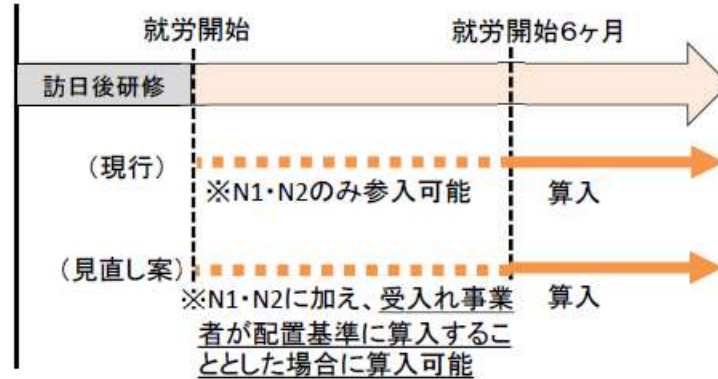 就労開始
就労開始6ヶ月
訪日後研修
（現行）
※N1・N2のみ参入可能
算入
（見直し案）
※N1・N2に加え、受入れ事業
者が配置基準に算入するこ
ととした場合に算入可能
算入